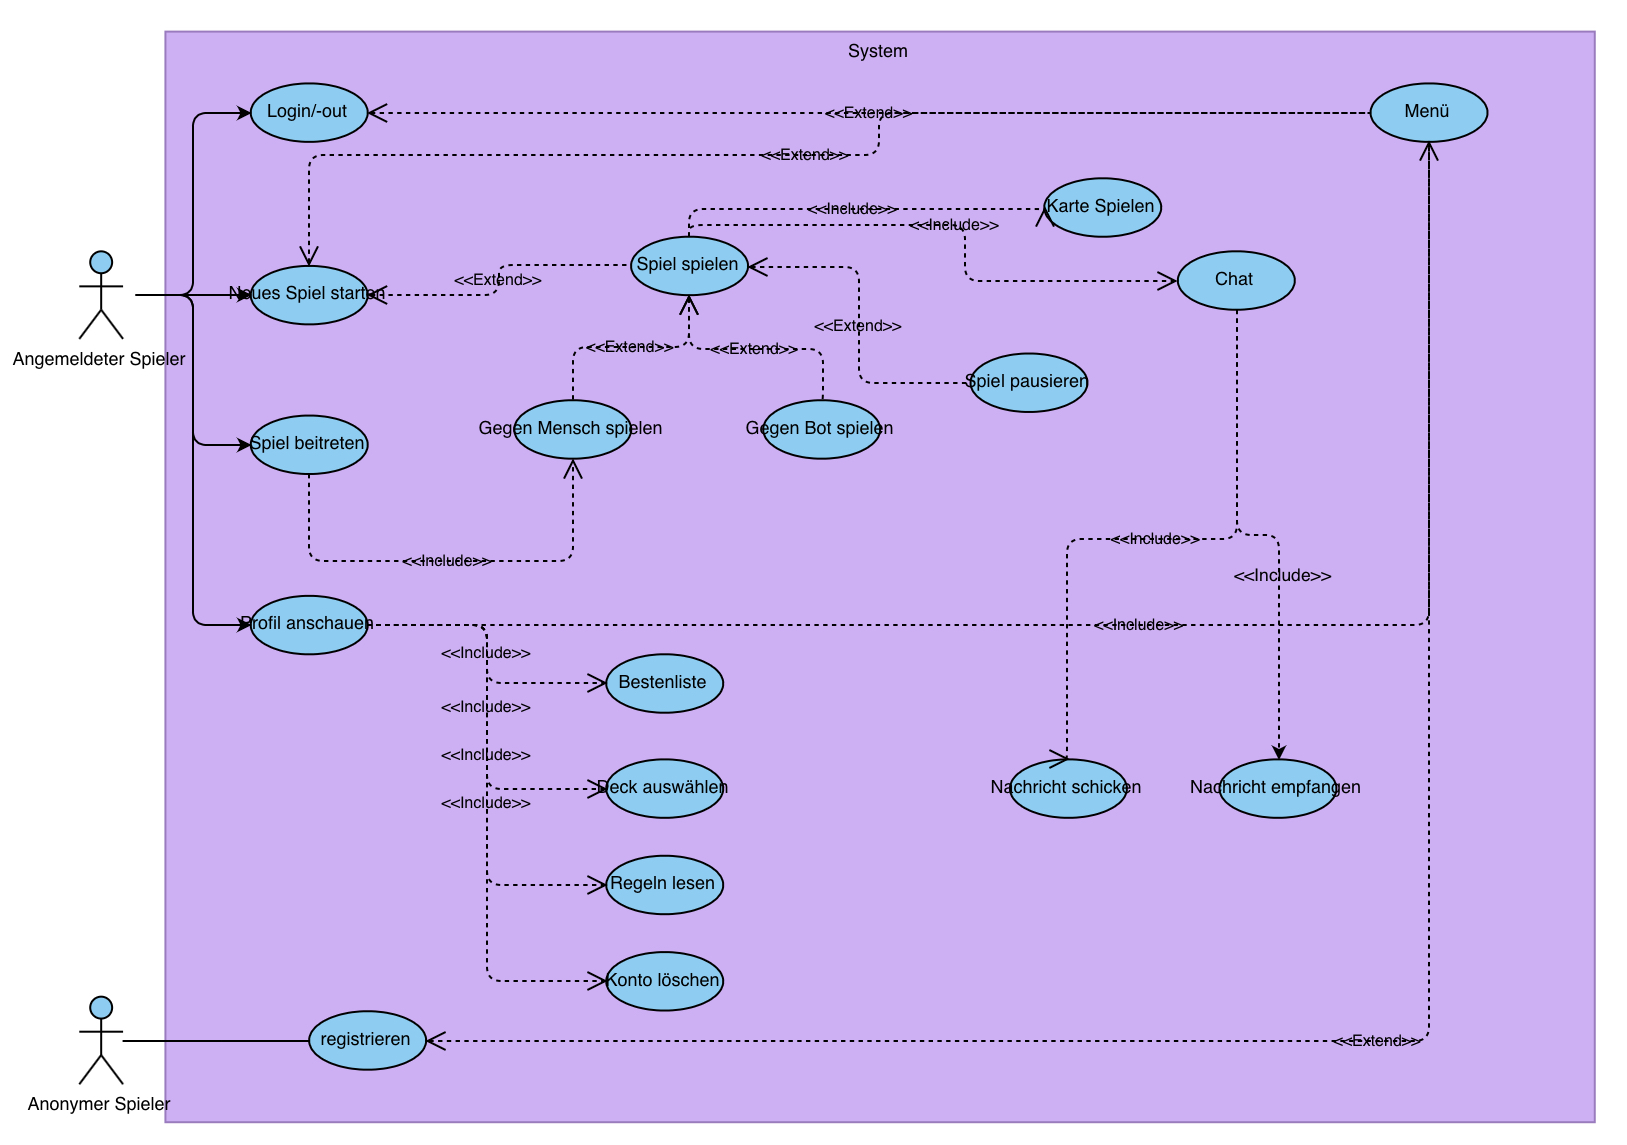 System
Login/-out
<<Extend>>
Menü
<<Extend>>
Karte Spielen
<<Include>>
<<Include>>
Spiel spielen
<<Extend>>
Chat
Neues Spiel starten
<<Extend>>
Angemeldeter Spieler
<<Extend>>
<<Extend>>
Spiel pausieren
Gegen Mensch spielen
Gegen Bot spielen
Spiel beitreten
<<Include>>
<<Include>>
<<Include>>
Profil anschauen
<<Include>>
<<Include>>
Bestenliste
<<Include>>
<<Include>>
Deck auswählen
Nachricht schicken
Nachricht empfangen
<<Include>>
Regeln lesen
Konto löschen
registrieren
<<Extend>>
Anonymer Spieler